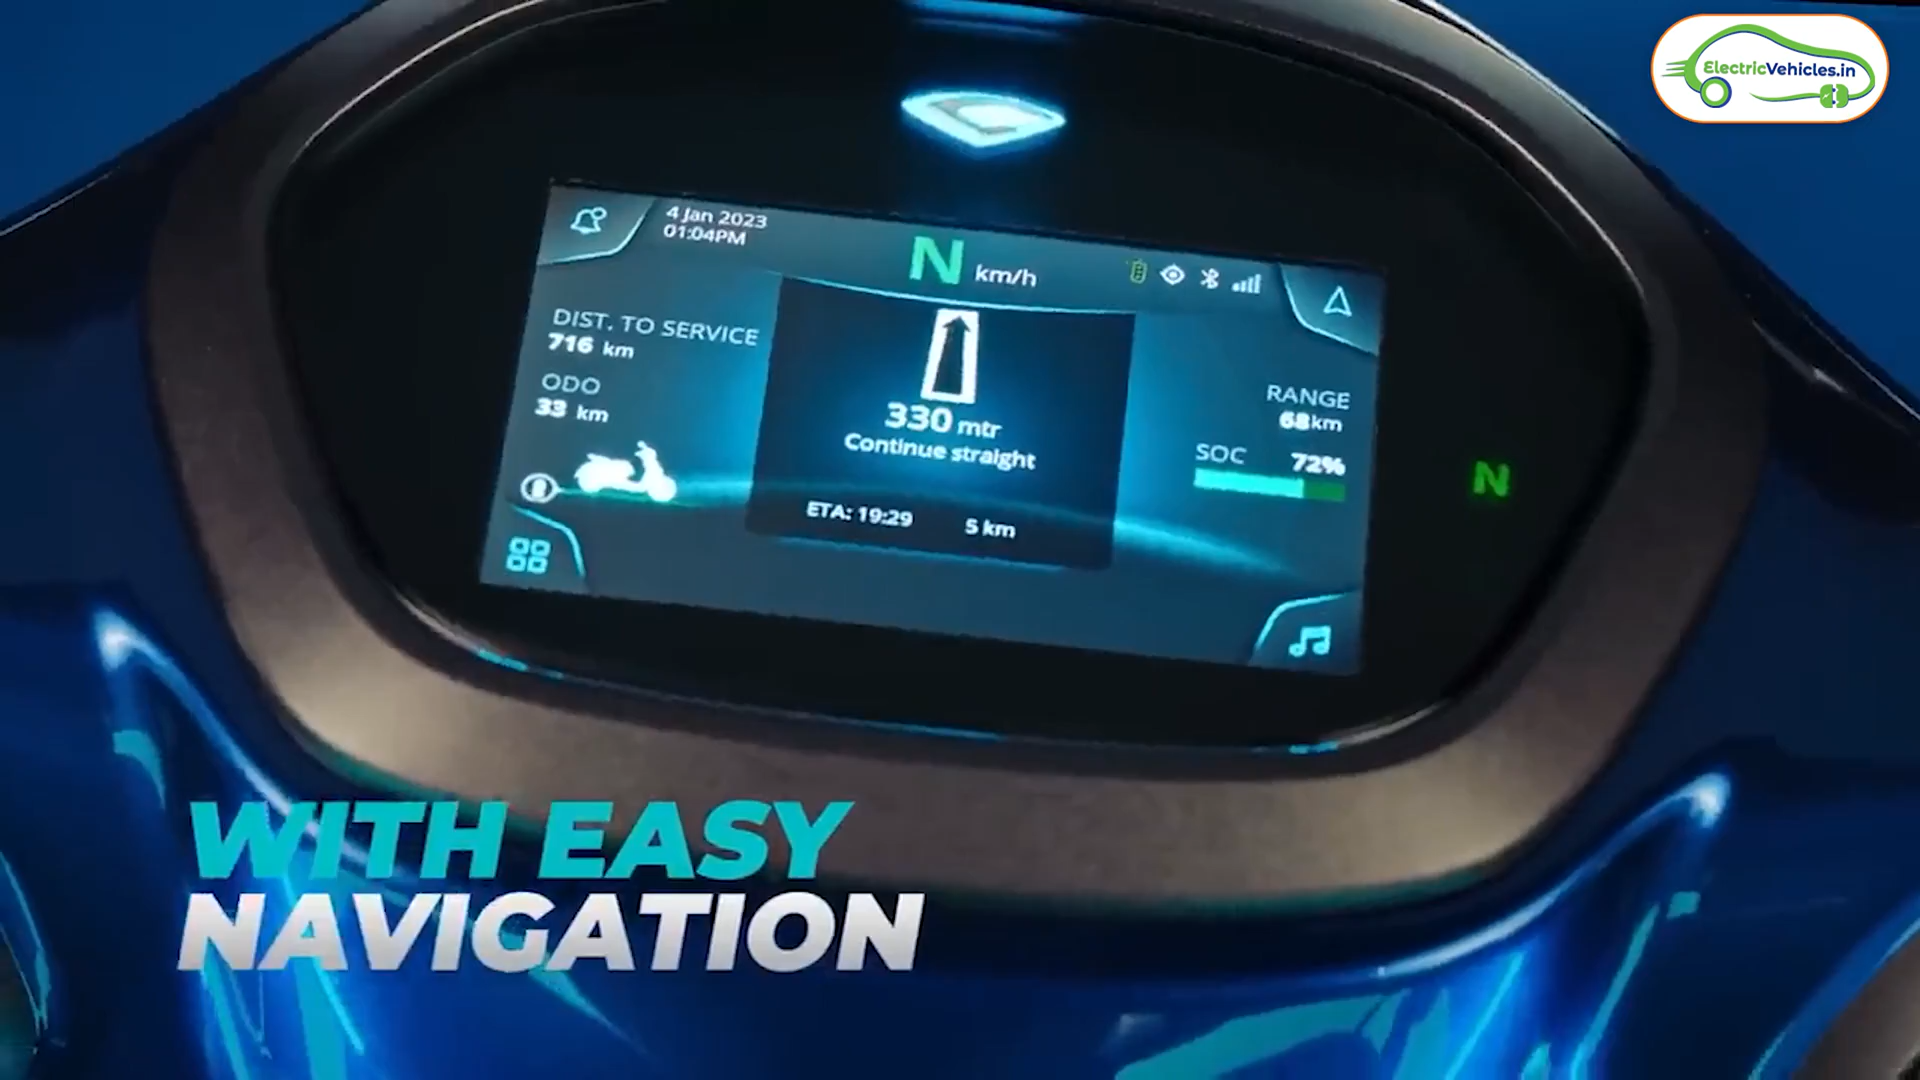 ElectricVehicles.in
4 Jan 2023
01:04PM
N km/h
DIST. TO SERVICE
716 km
ODO
33 km
330 mtr
Continue straight
ETA: 19:29 5 km
RANGE
68km
SOC 72%
N
WITH EASY
NAVIGATION